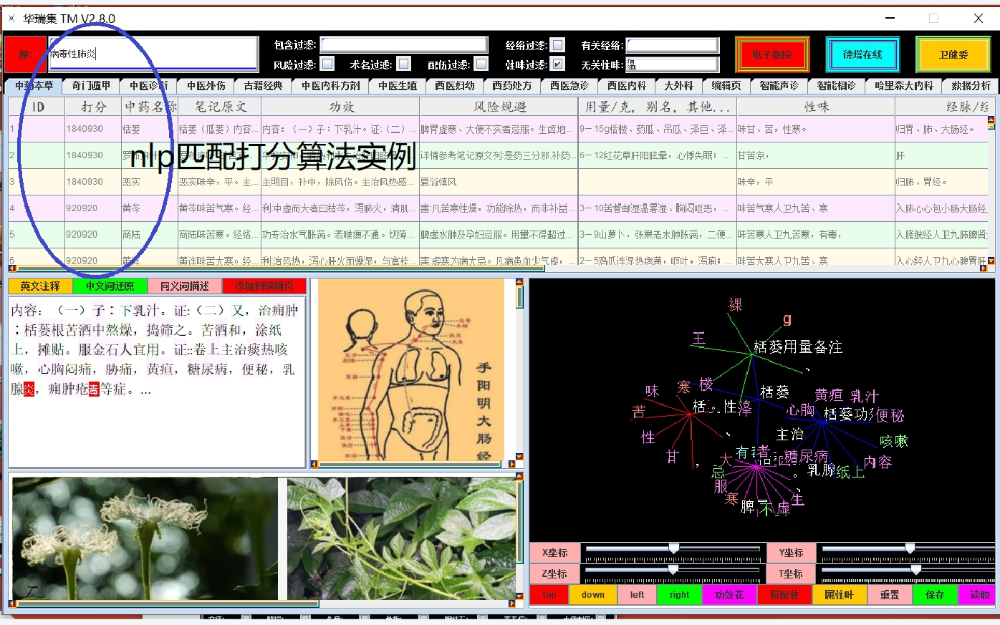 华瑞集 TM V2.8.0
搜:
病毒性肺炎
包含过滤:
经络过滤:
有关经络:
风险过滤:
术名过滤:
配伍过滤:
性味过滤:
无关性味:
温
电子医院
德塔在线
卫健委
中药本草 奇门遁甲 中医诊断 中医外伤 古籍经典 中医内科方剂 中医生殖 西医妇幼 西药处方 西医急诊 西医内科 大外科 编辑页 智能声诊 智能相诊 哈里森大内科 数据分析
ID 打分 中药名称 笔记原文 功效 风险规避 用量/克, 别名, 其他... 性味 经脉/经
1 1840930 栝蒌 栝蒌（瓜蒌）内容... 内容：（一）子：下乳汁。证:（二）... 脾胃虚寒、大便不实者忌服。生卤地... 9－15g栝楼、药瓜、吊瓜、泽巨、泽... 味甘、苦，性寒。 归胃、肺、大肠经。
2 1840930 详情参考笔记原文列:是药三分邪.补药... 6－12红花草肝阳眩晕，心悸失眠；... 甘苦凉， 肝
nlp匹配打分算法实例
3 1840930 恶实 恶实味辛，平。主... 主明目，补中，除风伤。主治风热感... 夏浴慎风 味辛，平 归肺、胃经。
4 920920 黄芩 黄芩味苦气寒。经... 利:中虚而大者曰枯芩，泻肺火，清肌... 害:凡苦寒性燥，功能除热，而非补益... 味苦气寒人卫九苦、寒 入肺心心包小肠大肠经
5 920920 商陆 商陆味苦寒。经络... 功专治水气胀满。若喉痹不通。切薄... 脾虚水肿及孕妇忌服。用量不得超过... 3－9山萝卜，张果老水肿胀满，二便... 味苦寒人卫九苦寒，有毒， 入膀胱经人卫九肺脾肾
6 920920 黄连 黄连味苦大寒。经... 利:治风热，泻心肝火而燥湿，与官桂... 害:虚寒为病大忌。凡病患血少气虚，... 2－5鸡爪连湿热痞满，呕吐，泻痢；... 味苦大寒人卫九苦、寒 入心经人卫九心脾胃肝
英文注释 中文词还原 同义词描述 添加到编辑页
内容：（一）子：下乳汁。证:（二）又，治痈肿
：栝蒌根苦酒中熬燥，捣筛之。苦酒和，涂纸
上，摊贴。服金石人宜用。证::卷上主治痰热咳
嗽，心胸闷痛，胁痛，黄疸，糖尿病，便秘，乳
腺炎，痈肿疮毒等症。...
手阳明大肠经
裸
g
王
栝蒌用量备注
、
味 寒 楼
栝蒌
黄疸 乳汁
苦
泽 心胸
便秘
性
、
主治
咳嗽
甘
，
大 有 者
糖尿病
内容
忌
。 乳腺
纸上
服
、
寒 脾 不 虚 生
X坐标 Y坐标
Z坐标 T坐标
top down left right 功效花 搭配枝 属性叶 重置 保存 读取